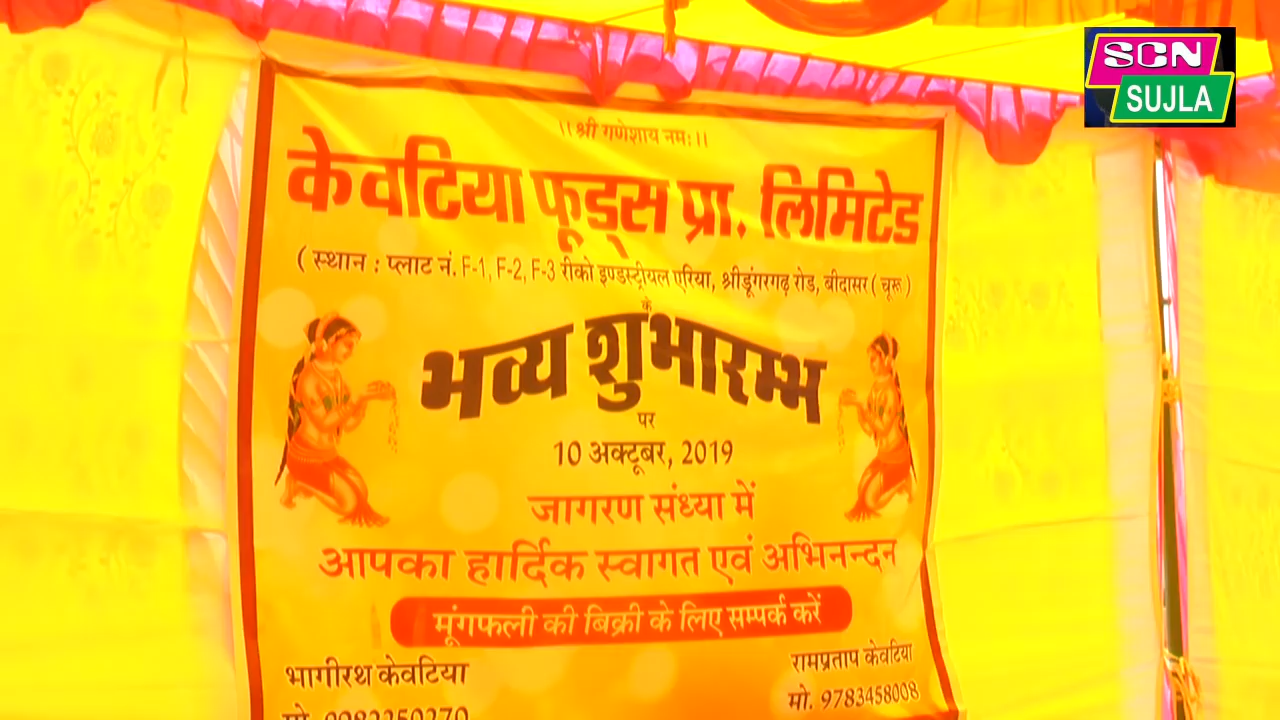 SCN
SUJLA
।। श्री गणेशाय नमः ।।
केवटिया फूड्स प्रा. लिमिटेड
( स्थान : प्लाट नं. F-1, F-2, F-3 रीको इण्डस्ट्रीयल एरिया, श्रीडूंगरगढ़ रोड, बीदासर ( चूरू )
के
भव्य शुभारम्भ
पर
10 अक्टूबर, 2019
जागरण संध्या में
आपका हार्दिक स्वागत एवं अभिनन्दन
मूंगफली की बिक्री के लिए सम्पर्क करें
भागीरथ केवटिया
रामप्रताप केवटिया
मो.
मो. 9783458008